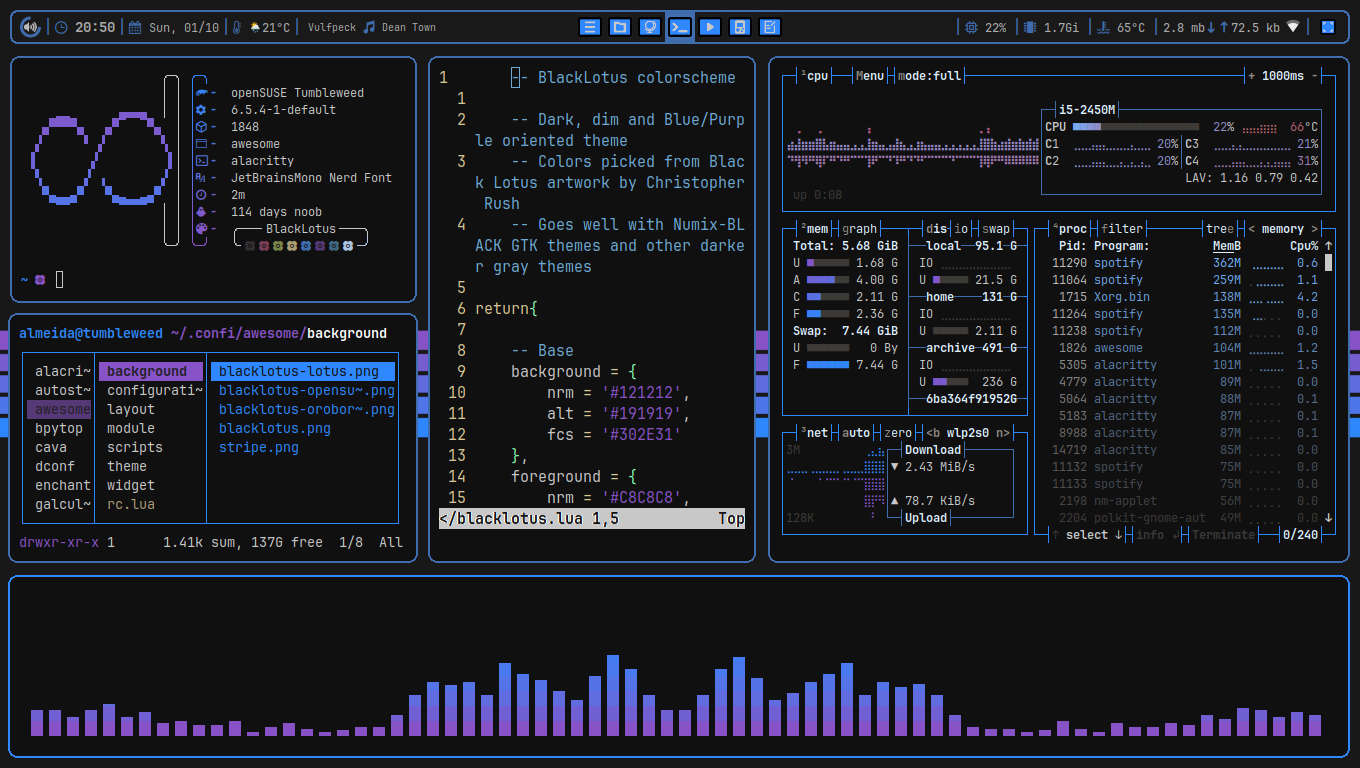 20:50 Sun, 01/10 21°C Vulfpeck Dean Town
22% 1.7Gi 65°C 2.8 mb↓↑72.5 kb
openSUSE Tumbleweed
6.5.4-1-default
1848
awesome
alacritty
JetBrainsMono Nerd Font
2m
114 days noob
BlackLotus
~
almeida@tumbleweed ~/.confi/awesome/background
alacri~ background blacklotus-lotus.png
autost~ configurati~ blacklotus-opensu~.png
awesome layout blacklotus-orobor~.png
bpytop module blacklotus.png
cava scripts stripe.png
dconf theme
enchant widget
galcul~ rc.lua
drwxr-xr-x 1 1.41k sum, 137G free 1/8 All
1 -- BlackLotus colorscheme
1
2 -- Dark, dim and Blue/Purp
le oriented theme
3 -- Colors picked from Blac
k Lotus artwork by Christopher
Rush
4 -- Goes well with Numix-BL
ACK GTK themes and other darke
r gray themes
5
6 return{
7
8 -- Base
9 background = {
10 nrm = '#121212',
11 alt = '#191919',
12 fcs = '#302E31'
13 },
14 foreground = {
15 nrm = '#C8C8C8',
</blacklotus.lua 1,5 Top
¹cpu Menu mode:full + 1000ms -
i5-2450M
CPU 22% 66°C
C1 20% C3 21%
C2 20% C4 31%
LAV: 1.16 0.79 0.42
up 0:08
²mem graph disks io swap
Total: 5.68 GiB
U 1.68 G
A 4.00 G
C 2.11 G
F 2.36 G
Swap: 7.44 GiB
U 0 By
F 7.44 G
local 95.1 G
IO
U 21.5 G
home 131 G
IO
U 2.11 G
archive 491 G
IO
U 236 G
6ba364f91952G
³net auto zero <b wlp2s0 n>
3M
Download
▼ 2.43 MiB/s
▲ 78.7 KiB/s
Upload
128K
⁴proc filter tree < memory >
Pid: Program: MemB Cpu% ↑
11290 spotify 362M 0.6
11064 spotify 259M 1.1
1715 Xorg.bin 138M 4.2
11264 spotify 135M 0.0
11238 spotify 112M 0.0
1826 awesome 104M 1.2
5305 alacritty 101M 1.5
4779 alacritty 89M 0.0
5064 alacritty 88M 0.1
5183 alacritty 87M 0.1
8988 alacritty 87M 0.1
14719 alacritty 85M 0.0
11132 spotify 75M 0.0
11133 spotify 75M 0.0
2198 nm-applet 56M 0.0
2204 polkit-gnome-aut 49M 0.0 ↓
↑ select ↓ info ↲ Terminate 0/240